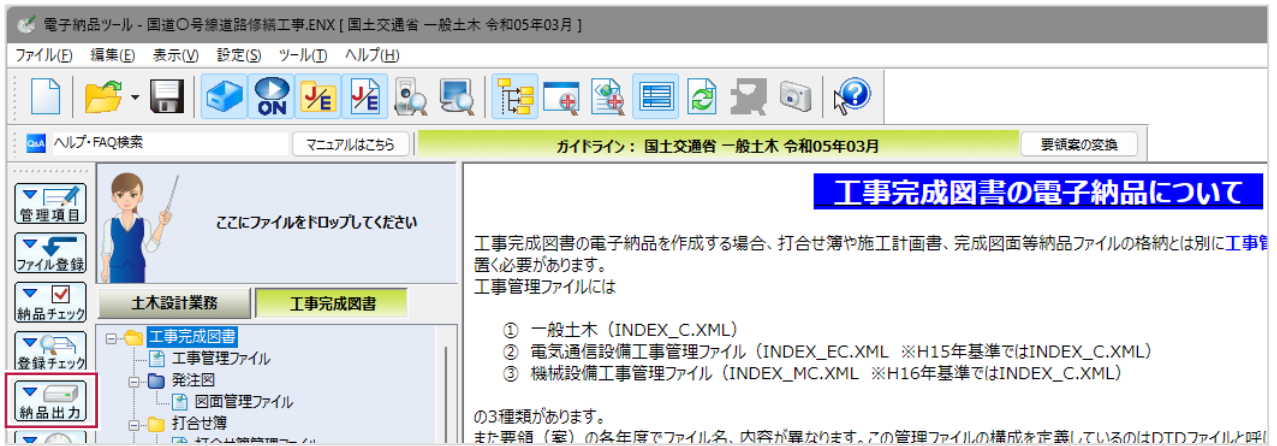 電子納品ツール - 国道〇号線道路修繕工事.ENX [ 国土交通省 一般土木 令和05年03月 ]
ファイル(F) 編集(E) 表示(V) 設定(S) ツール(T) ヘルプ(H)
ON J/E J/E
Q&A ヘルプ・FAQ検索 マニュアルはこちら ガイドライン： 国土交通省 一般土木 令和05年03月 要領案の変換
管理項目
ファイル登録
納品チェック
登録チェック
納品出力
ここにファイルをドロップしてください
土木設計業務 工事完成図書
工事完成図書
工事管理ファイル
発注図
図面管理ファイル
打合せ簿
打合せ簿管理ファイル
工事完成図書の電子納品について
工事完成図書の電子納品を作成する場合、打合せ簿や施工計画書、完成図面等納品ファイルの格納とは別に工事管
置く必要があります。
工事管理ファイルには
① 一般土木（INDEX_C.XML）
② 電気通信設備工事管理ファイル（INDEX_EC.XML ※H15年基準ではINDEX_C.XML）
③ 機械設備工事管理ファイル（INDEX_MC.XML ※H16年基準ではINDEX_C.XML）
の3種類があります。
また要領（案）の各年度でファイル名、内容が異なります。この管理ファイルの構成を定義しているのはDTDファイルと呼